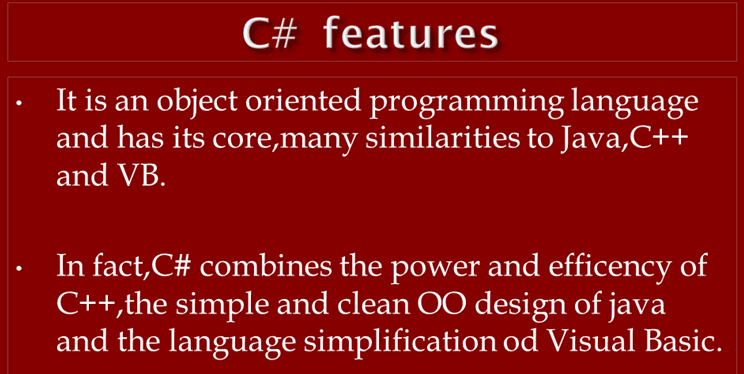 C# features
• It is an object oriented programming language
and has its core,many similarities to Java,C++
and VB.
• In fact,C# combines the power and efficency of
C++,the simple and clean OO design of java
and the language simplification od Visual Basic.